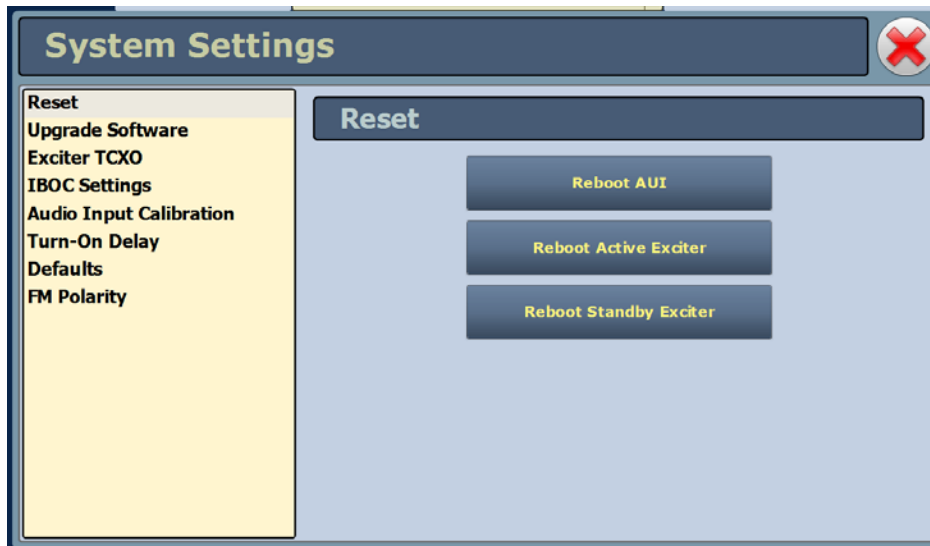 System Settings
Reset
Upgrade Software
Exciter TCXO
IBOC Settings
Audio Input Calibration
Turn-On Delay
Defaults
FM Polarity
Reset
Reboot AUI
Reboot Active Exciter
Reboot Standby Exciter